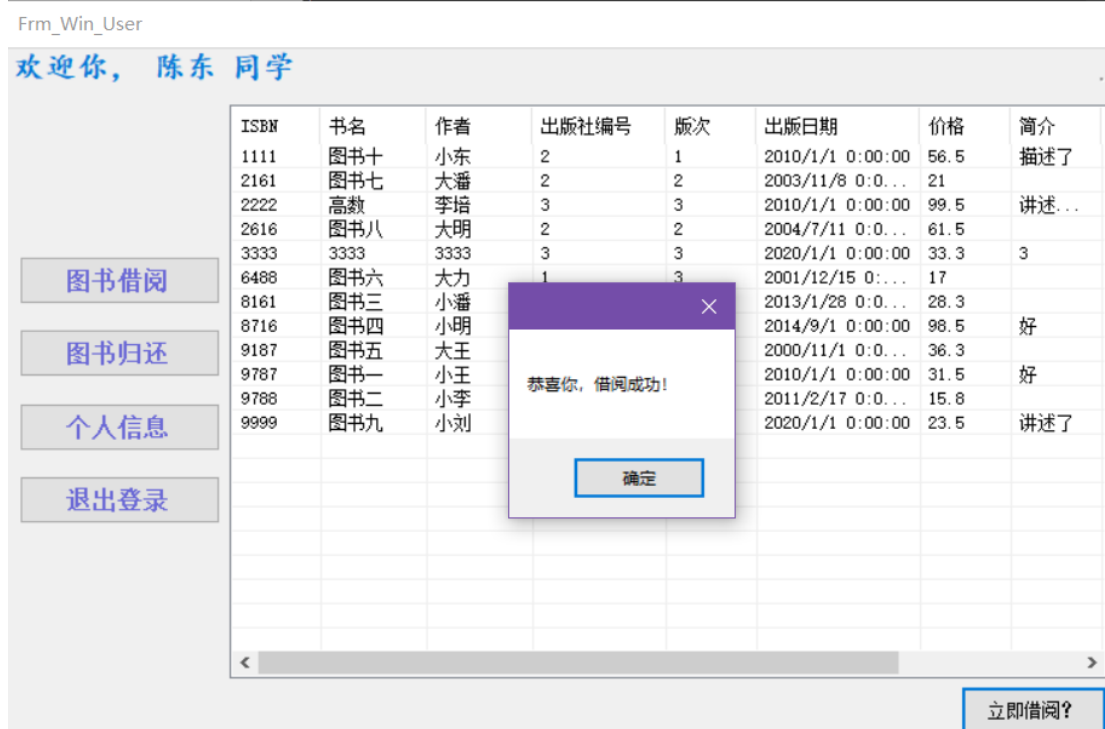 Frm_Win_User
欢迎你， 陈东 同学
ISBN 书名 作者 出版社编号 版次 出版日期 价格 简介
1111 图书十 小东 2 1 2010/1/1 0:00:00 56.5 描述了
2161 图书七 大潘 2 2 2003/11/8 0:0... 21
2222 高数 李培 3 3 2010/1/1 0:00:00 99.5 讲述...
2616 图书八 大明 2 2 2004/7/11 0:0... 61.5
3333 3333 3333 3 3 2020/1/1 0:00:00 33.3 3
6488 图书六 大力 1 3 2001/12/15 0:... 17
8161 图书三 小潘 2013/1/28 0:0... 28.3
8716 图书四 小明 2014/9/1 0:00:00 98.5 好
9187 图书五 大王 2000/11/1 0:0... 36.3
9787 图书一 小王 2010/1/1 0:00:00 31.5 好
9788 图书二 小李 2011/2/17 0:0... 15.8
9999 图书九 小刘 2020/1/1 0:00:00 23.5 讲述了
图书借阅
图书归还
个人信息
退出登录
恭喜你，借阅成功!
确定
立即借阅?